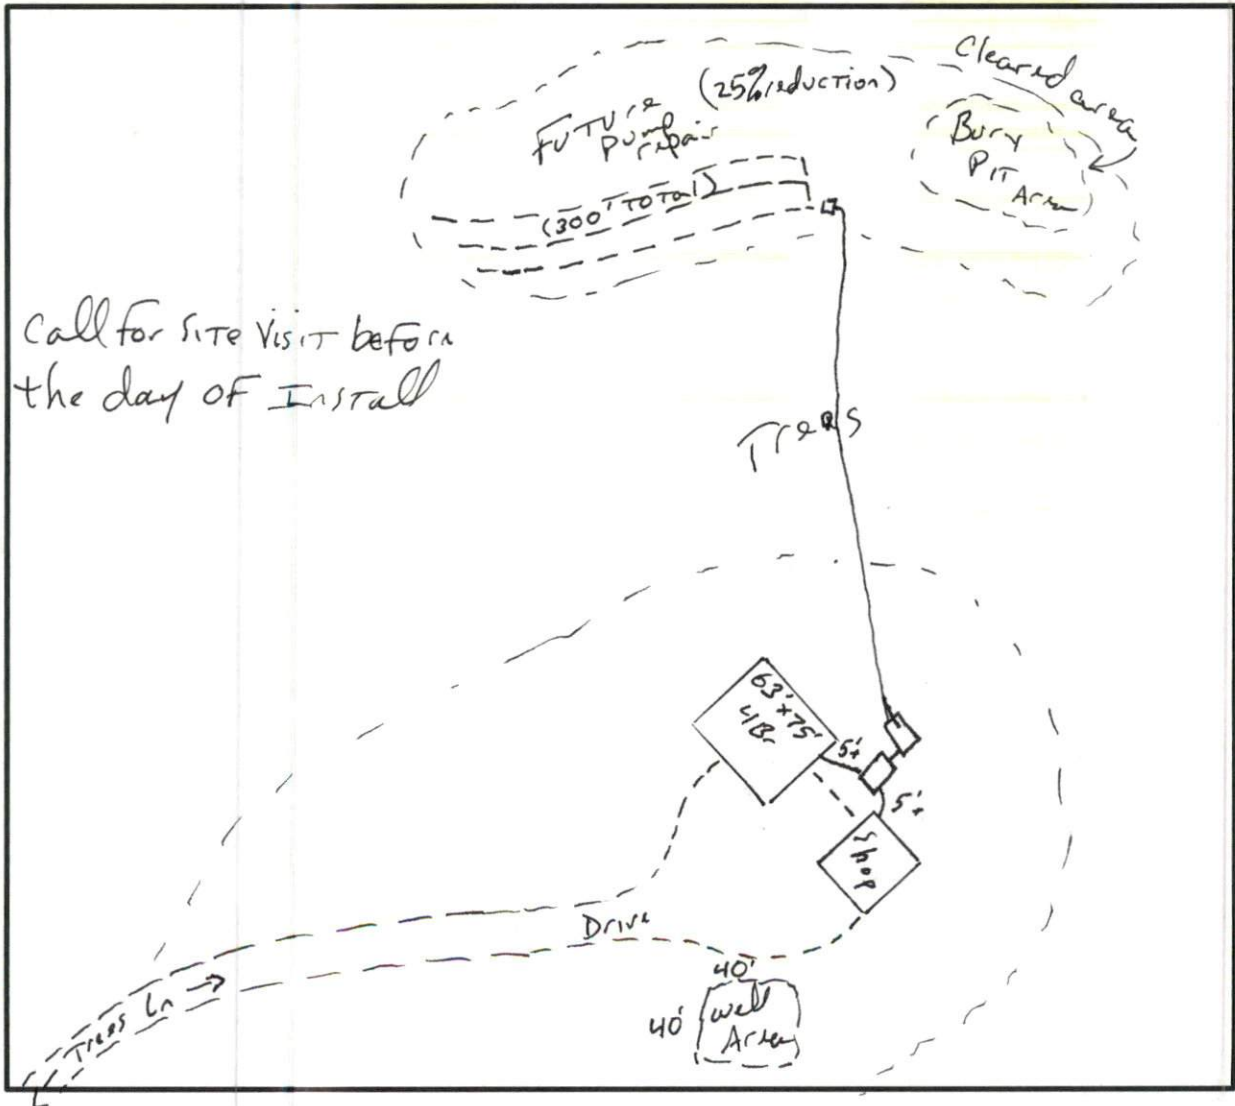 Cleared area
(25% reduction)
FUTURE
Pump
repair
Bury
PIT
Area
(300' TOTal)
Call for SITe VisiT before
the day OF InSTall
Trees
63'x75'
4Br
5'+
5'+
Shop
Drive
40'
40'
well
Area
Trees Ln →